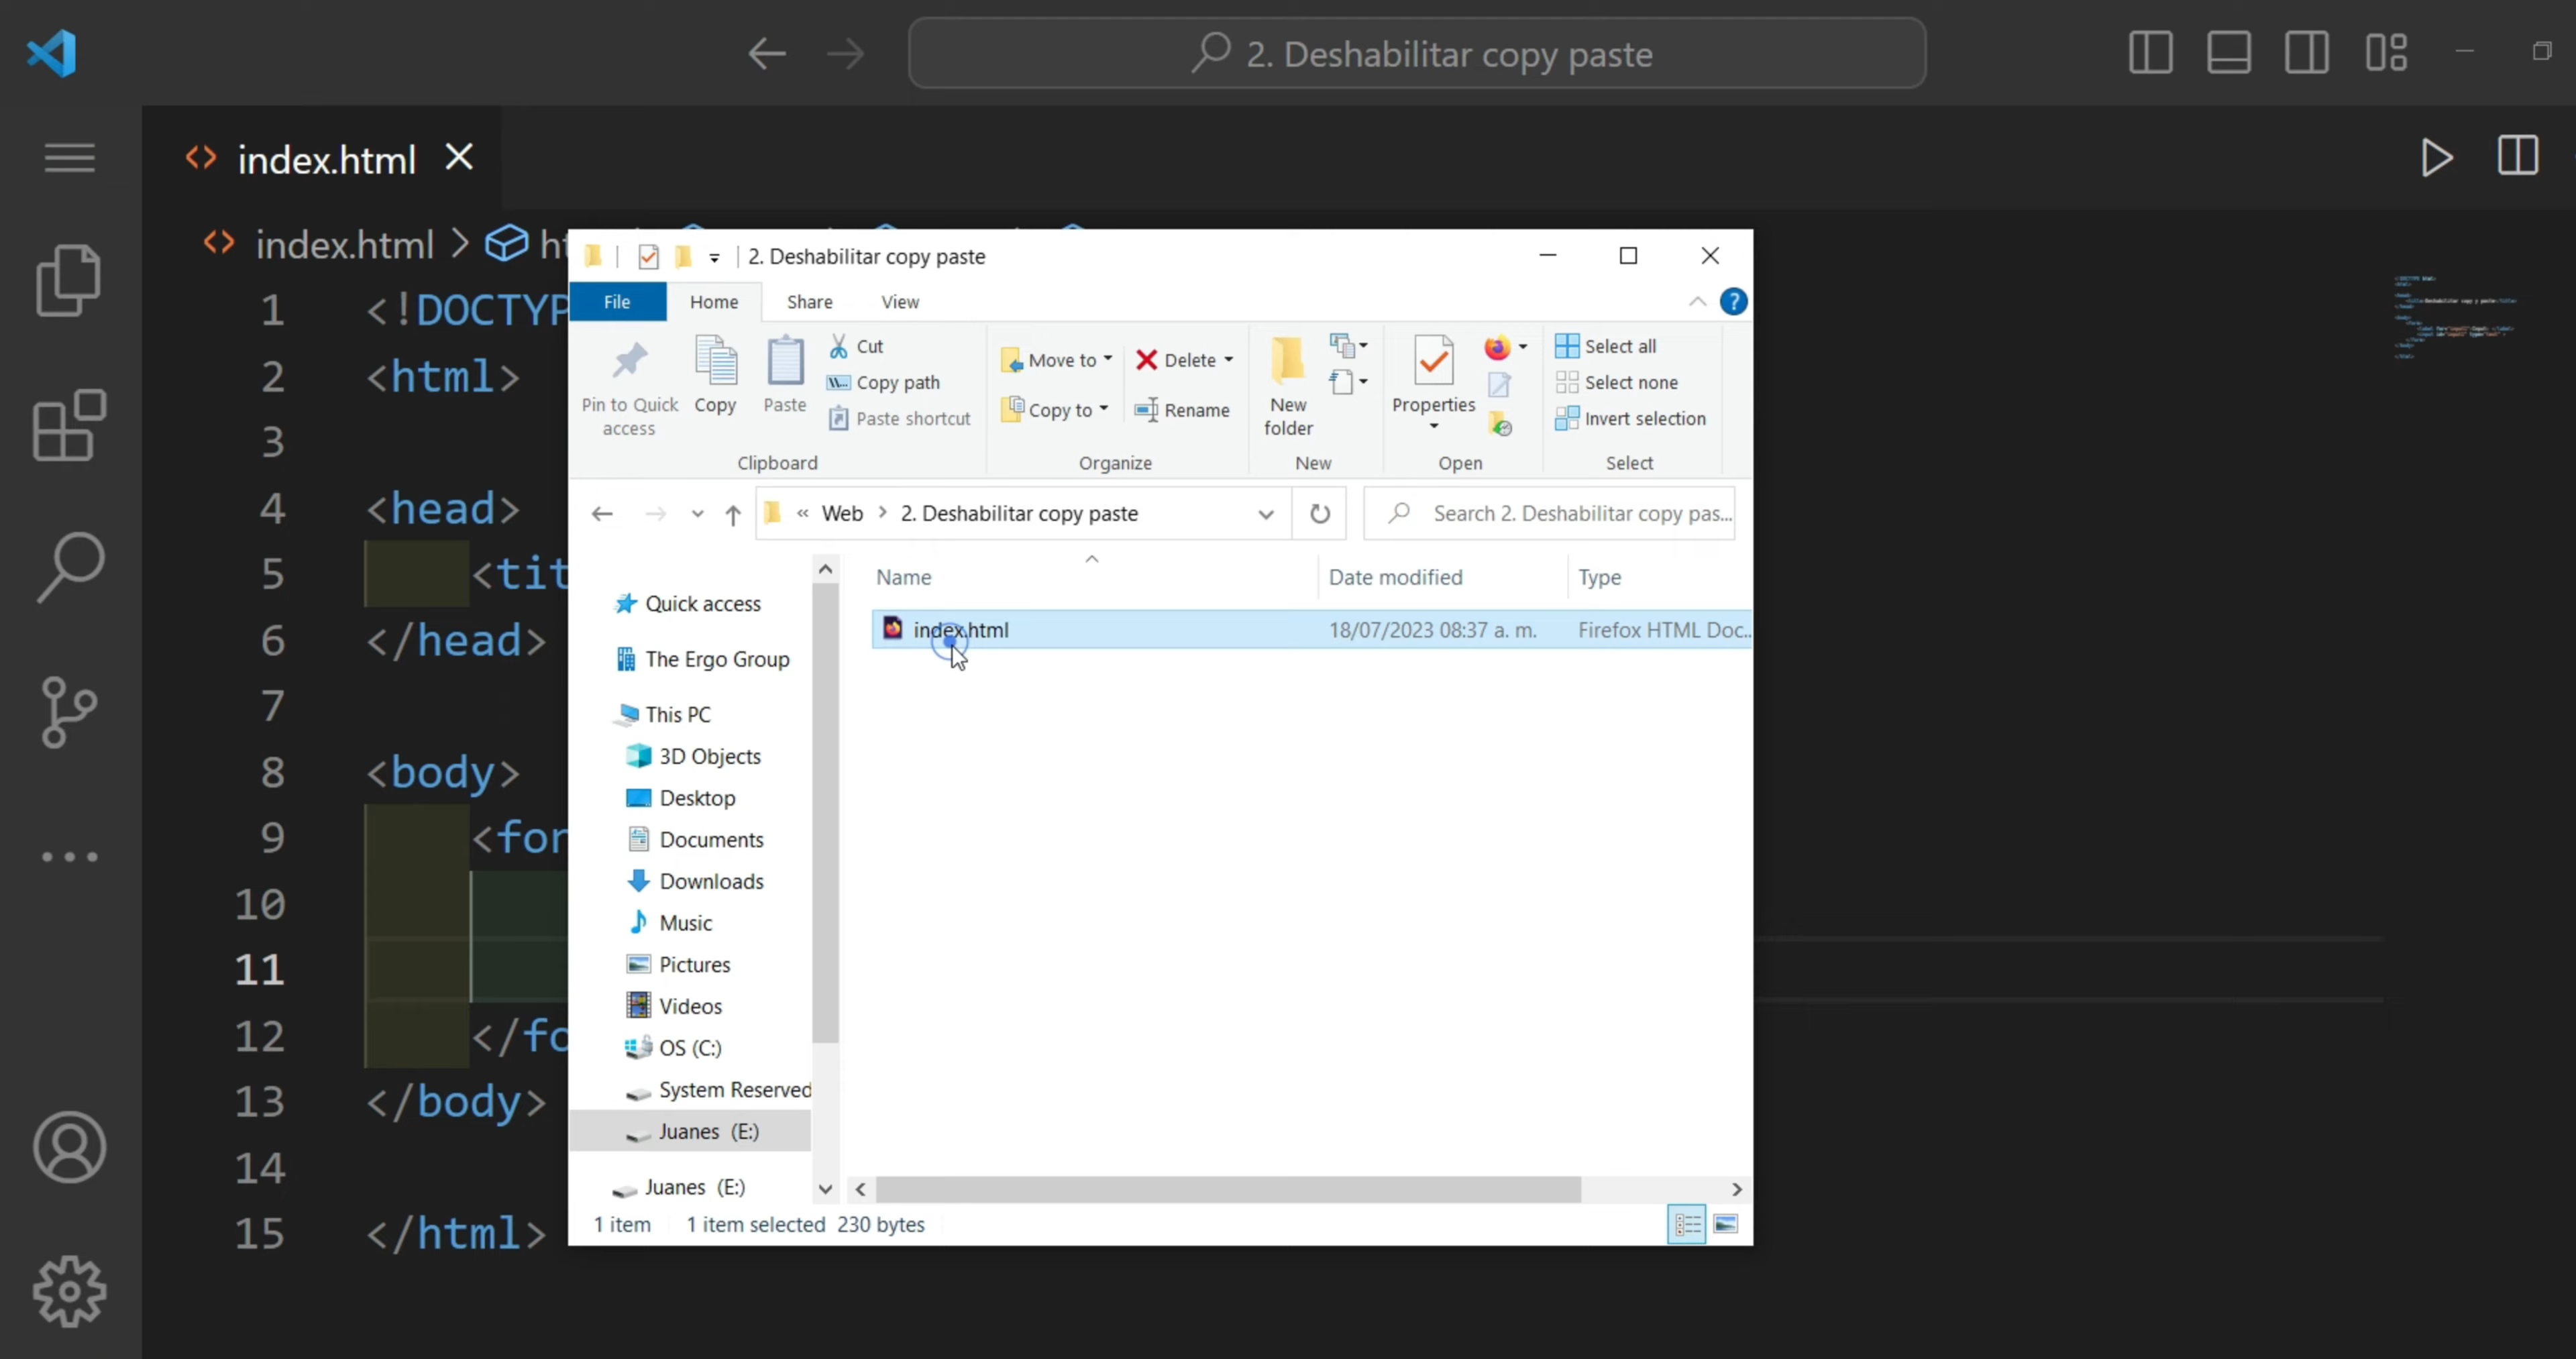 2. Deshabilitar copy paste
index.html
index.html > ht
1 <!DOCTYP
2 <html>
3
4 <head>
5 <tit
6 </head>
7
8 <body>
9 <for
10
11
12 </fo
13 </body>
14
15 </html>
2. Deshabilitar copy paste
File Home Share View
Pin to Quick access
Copy
Paste
Cut
Copy path
Paste shortcut
Clipboard
Move to
Copy to
Delete
Rename
Organize
New folder
New
Properties
Open
Select all
Select none
Invert selection
Select
« Web > 2. Deshabilitar copy paste
Search 2. Deshabilitar copy pas...
Name Date modified Type
index.html 18/07/2023 08:37 a. m. Firefox HTML Doc...
Quick access
The Ergo Group
This PC
3D Objects
Desktop
Documents
Downloads
Music
Pictures
Videos
OS (C:)
System Reserved
Juanes (E:)
Juanes (E:)
1 item 1 item selected 230 bytes